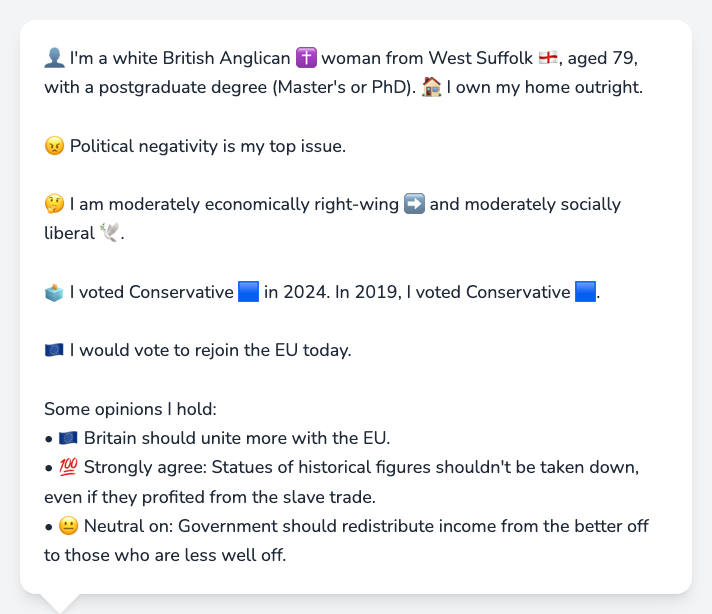 👤 I'm a white British Anglican ✝️ woman from West Suffolk 🏴󠁧󠁢󠁥󠁮󠁧󠁿, aged 79,
with a postgraduate degree (Master's or PhD). 🏠 I own my home outright.
😠 Political negativity is my top issue.
🤔 I am moderately economically right-wing ➡️ and moderately socially
liberal 🕊️.
🗳️ I voted Conservative 🟦 in 2024. In 2019, I voted Conservative 🟦.
🇪🇺 I would vote to rejoin the EU today.
Some opinions I hold:
• 🇪🇺 Britain should unite more with the EU.
• 💯 Strongly agree: Statues of historical figures shouldn't be taken down,
even if they profited from the slave trade.
• 😐 Neutral on: Government should redistribute income from the better off
to those who are less well off.